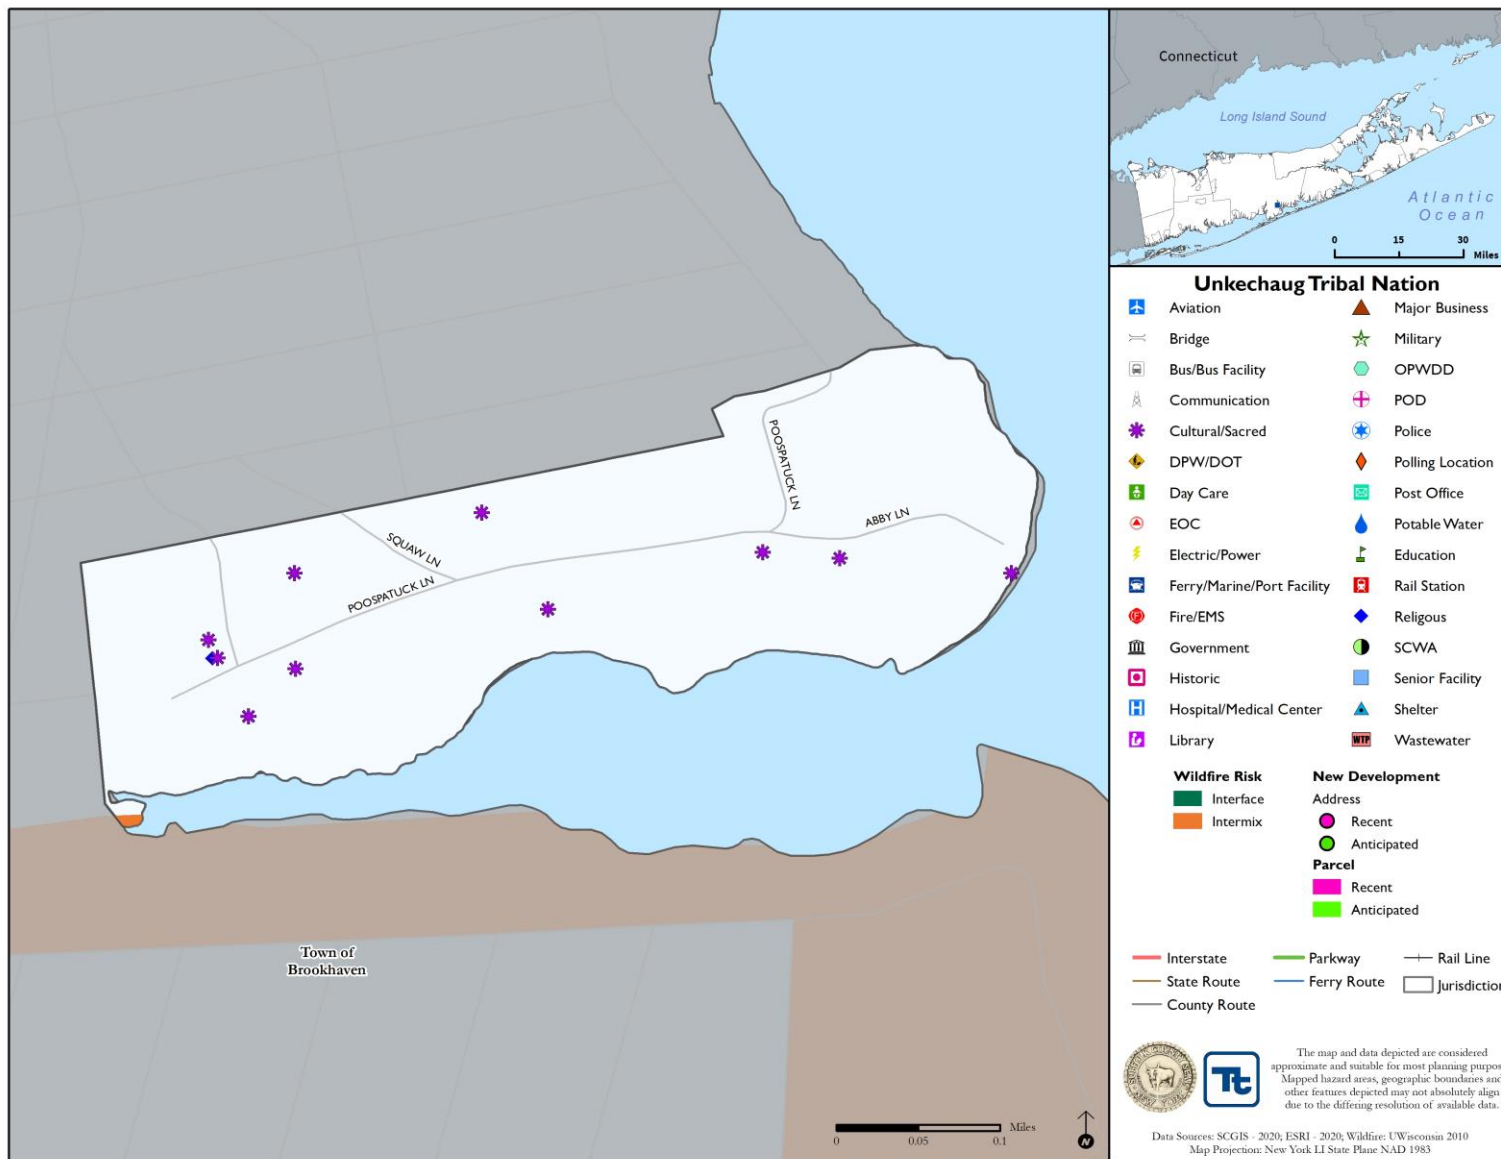 Connecticut
Long Island Sound
Atlantic
Ocean
0 15 30
Miles
POOSPATUCK LN
ABBY LN
SQUAW LN
POOSPATUCK LN
Town of
Brookhaven
Miles
0 0.05 0.1
N
Unkechaug Tribal Nation
Aviation
Bridge
Bus/Bus Facility
Communication
Cultural/Sacred
DPW/DOT
Day Care
EOC
Electric/Power
Ferry/Marine/Port Facility
Fire/EMS
Government
Historic
Hospital/Medical Center
Library
Major Business
Military
OPWDD
POD
Police
Polling Location
Post Office
Potable Water
Education
Rail Station
Religous
SCWA
Senior Facility
Shelter
WTP Wastewater
Wildfire Risk
Interface
Intermix
New Development
Address
Recent
Anticipated
Parcel
Recent
Anticipated
Interstate
State Route
County Route
Parkway
Ferry Route
Rail Line
Jurisdiction
Tt
The map and data depicted are considered
approximate and suitable for most planning purpos
Mapped hazard areas, geographic boundaries and
other features depicted may not absolutely align
due to the differing resolution of available data.
Data Sources: SCGIS - 2020; ESRI - 2020; Wildfire: UWisconsin 2010
Map Projection: New York LI State Plane NAD 1983